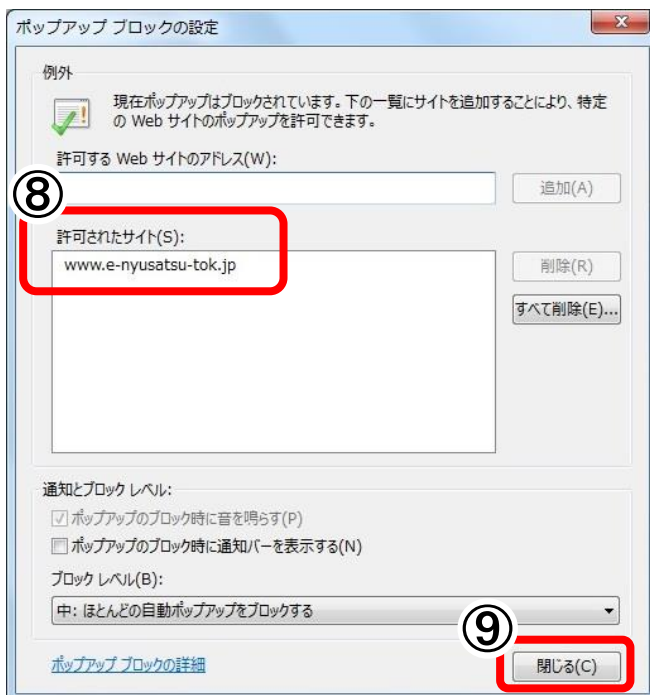 ポップアップ ブロックの設定
例外
現在ポップアップはブロックされています。下の一覧にサイトを追加することにより、特定
の Web サイトのポップアップを許可できます。
許可する Web サイトのアドレス(W):
⑧
追加(A)
許可されたサイト(S):
www.e-nyusatsu-tok.jp
削除(R)
すべて削除(E)...
通知とブロック レベル:
ポップアップのブロック時に音を鳴らす(P)
ポップアップのブロック時に通知バーを表示する(N)
ブロック レベル(B):
中: ほとんどの自動ポップアップをブロックする
⑨
ポップアップ ブロックの詳細
閉じる(C)